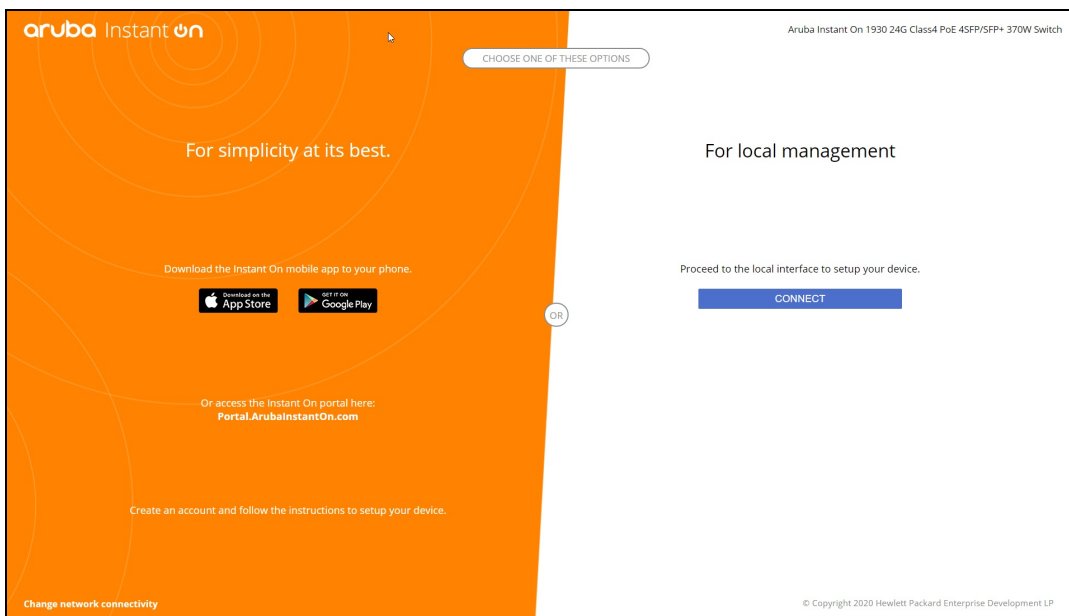 aruba Instant on
Aruba Instant On 1930 24G Class4 PoE 4SFP/SFP+ 370W Switch
CHOOSE ONE OF THESE OPTIONS
For simplicity at its best.
Download the Instant On mobile app to your phone.
Download on the
App Store
GET IT ON
Google Play
Or access the Instant On portal here:
Portal.ArubaInstantOn.com
Create an account and follow the instructions to setup your device.
Change network connectivity
OR
For local management
Proceed to the local interface to setup your device.
CONNECT
© Copyright 2020 Hewlett Packard Enterprise Development LP